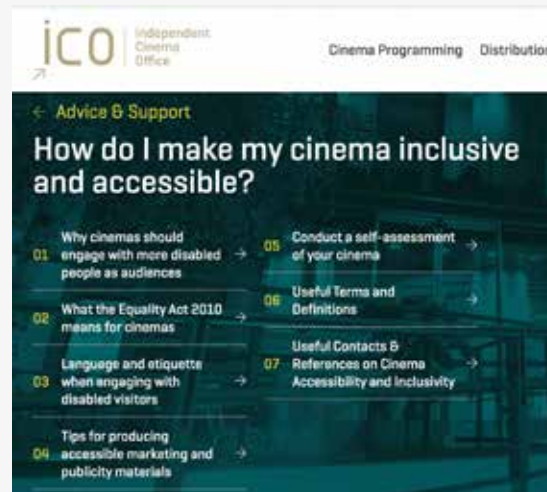 ico
Independent
Cinema
Office
Cinema Programming Distribution
← Advice & Support
How do I make my cinema inclusive
and accessible?
01 Why cinemas should
engage with more disabled
people as audiences →
02 What the Equality Act 2010
means for cinemas →
03 Language and etiquette
when engaging with
disabled visitors →
04 Tips for producing
accessible marketing and
publicity materials →
05 Conduct a self-assessment
of your cinema →
06 Useful Terms and
Definitions →
07 Useful Contacts &
References on Cinema
Accessibility and Inclusivity →